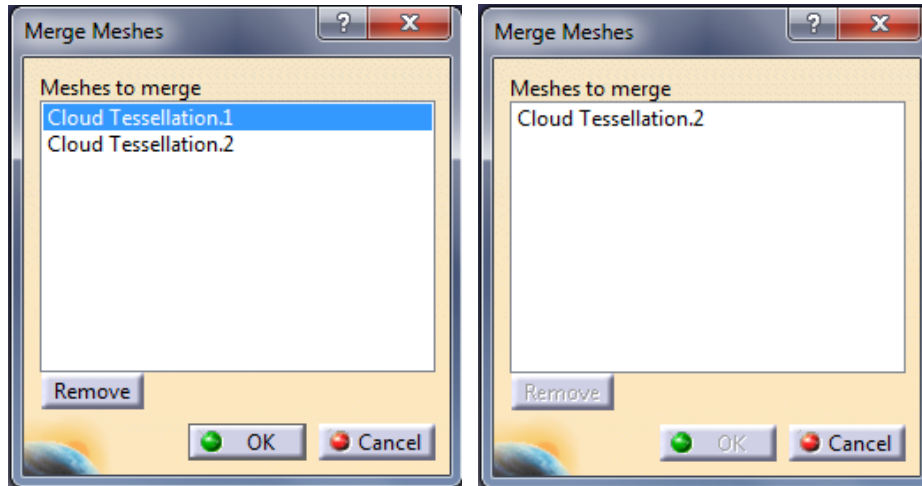 Merge Meshes
?
X
Meshes to merge
Cloud Tessellation.1
Cloud Tessellation.2
Remove
OK
Cancel
Merge Meshes
?
X
Meshes to merge
Cloud Tessellation.2
Remove
OK
Cancel